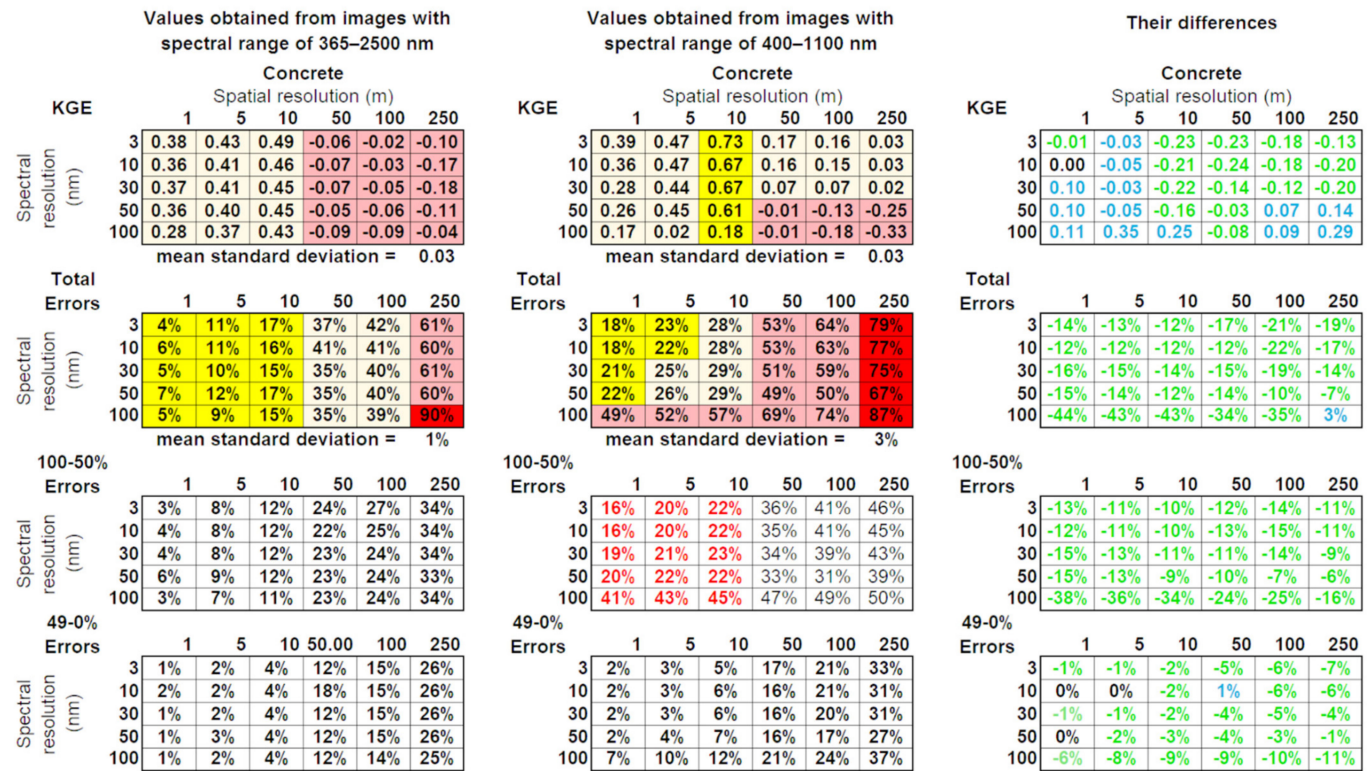 Values obtained from images with spectral range of 365–2500 nm
Values obtained from images with spectral range of 400–1100 nm
Their differences
Concrete Concrete Concrete
Spatial resolution (m) Spatial resolution (m) Spatial resolution (m)
KGE 1 5 10 50 100 250 KGE 1 5 10 50 100 250 KGE 1 5 10 50 100 250
Spectral resolution (nm) Spectral resolution (nm) Spectral resolution (nm)
3 0.38 0.43 0.49 -0.06 -0.02 -0.10 3 0.39 0.47 0.73 0.17 0.16 0.03 3 -0.01 -0.03 -0.23 -0.23 -0.18 -0.13
10 0.36 0.41 0.46 -0.07 -0.03 -0.17 10 0.36 0.47 0.67 0.16 0.15 0.03 10 0.00 -0.05 -0.21 -0.24 -0.18 -0.20
30 0.37 0.41 0.45 -0.07 -0.05 -0.18 30 0.28 0.44 0.67 0.07 0.07 0.02 30 0.10 -0.03 -0.22 -0.14 -0.12 -0.20
50 0.36 0.40 0.45 -0.05 -0.06 -0.11 50 0.26 0.45 0.61 -0.01 -0.13 -0.25 50 0.10 -0.05 -0.16 -0.03 0.07 0.14
100 0.28 0.37 0.43 -0.09 -0.09 -0.04 100 0.17 0.02 0.18 -0.01 -0.18 -0.33 100 0.11 0.35 0.25 -0.08 0.09 0.29
mean standard deviation = 0.03 mean standard deviation = 0.03
Total Total Total
Errors 1 5 10 50 100 250 Errors 1 5 10 50 100 250 Errors 1 5 10 50 100 250
Spectral resolution (nm) Spectral resolution (nm) Spectral resolution (nm)
3 4% 11% 17% 37% 42% 61% 3 18% 23% 28% 53% 64% 79% 3 -14% -13% -12% -17% -21% -19%
10 6% 11% 16% 41% 41% 60% 10 18% 22% 28% 53% 63% 77% 10 -12% -12% -12% -12% -22% -17%
30 5% 10% 15% 35% 40% 61% 30 21% 25% 29% 51% 59% 75% 30 -16% -15% -14% -15% -19% -14%
50 7% 12% 17% 35% 40% 60% 50 22% 26% 29% 49% 50% 67% 50 -15% -14% -12% -14% -10% -7%
100 5% 9% 15% 35% 39% 90% 100 49% 52% 57% 69% 74% 87% 100 -44% -43% -43% -34% -35% 3%
mean standard deviation = 1% mean standard deviation = 3%
100-50% 100-50% 100-50%
Errors 1 5 10 50 100 250 Errors 1 5 10 50 100 250 Errors 1 5 10 50 100 250
Spectral resolution (nm) Spectral resolution (nm) Spectral resolution (nm)
3 3% 8% 12% 24% 27% 34% 3 16% 20% 22% 36% 41% 46% 3 -13% -11% -10% -12% -14% -11%
10 4% 8% 12% 22% 25% 34% 10 16% 20% 22% 35% 41% 45% 10 -12% -11% -10% -13% -15% -11%
30 4% 8% 12% 23% 24% 34% 30 19% 21% 23% 34% 39% 43% 30 -15% -13% -11% -11% -14% -9%
50 6% 9% 12% 23% 24% 33% 50 20% 22% 22% 33% 31% 39% 50 -15% -13% -9% -10% -7% -6%
100 3% 7% 11% 23% 24% 34% 100 41% 43% 45% 47% 49% 50% 100 -38% -36% -34% -24% -25% -16%
49-0% 49-0% 49-0%
Errors 1 5 10 50.00 100 250 Errors 1 5 10 50 100 250 Errors 1 5 10 50 100 250
Spectral resolution (nm) Spectral resolution (nm) Spectral resolution (nm)
3 1% 2% 4% 12% 15% 26% 3 2% 3% 5% 17% 21% 33% 3 -1% -1% -2% -5% -6% -7%
10 2% 2% 4% 18% 15% 26% 10 2% 3% 6% 16% 21% 31% 10 0% 0% -2% 1% -6% -6%
30 1% 2% 4% 12% 15% 26% 30 2% 3% 6% 16% 20% 31% 30 -1% -1% -2% -4% -5% -4%
50 1% 3% 4% 12% 15% 26% 50 2% 4% 7% 16% 17% 27% 50 0% -2% -3% -4% -3% -1%
100 1% 2% 4% 12% 14% 25% 100 7% 10% 12% 21% 24% 37% 100 -6% -8% -9% -9% -10% -11%